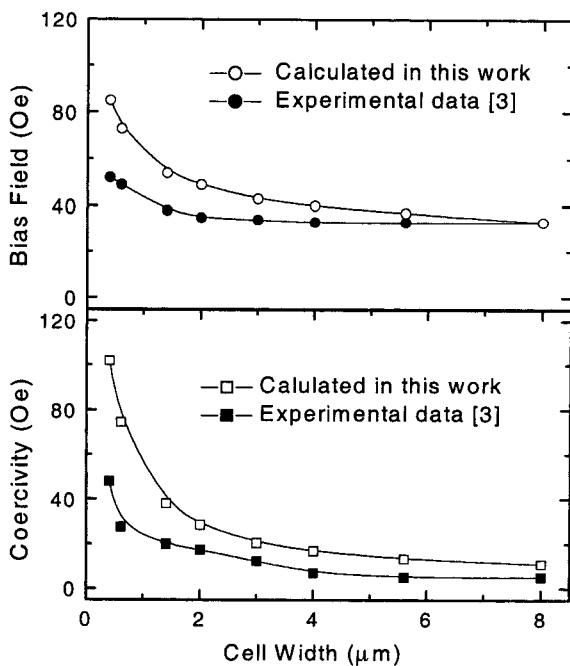 120
80
40
0
Bias Field (Oe)
Calculated in this work
Experimental data [3]
120
80
40
0
Coercivity (Oe)
Calulated in this work
Experimental data [3]
0 2 4 6 8
Cell Width (μm)